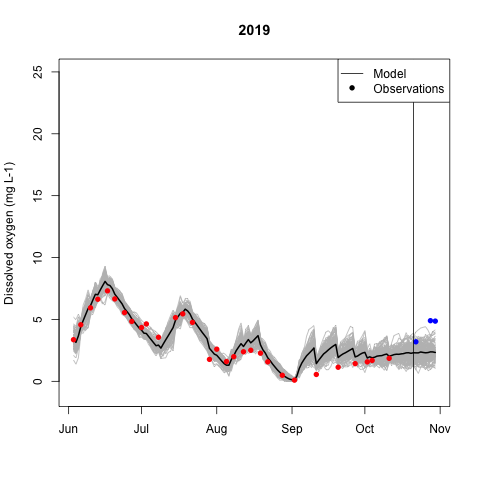 2019
Model
Observations
Dissolved oxygen (mg L-1)
25
20
15
10
5
0
Jun Jul Aug Sep Oct Nov